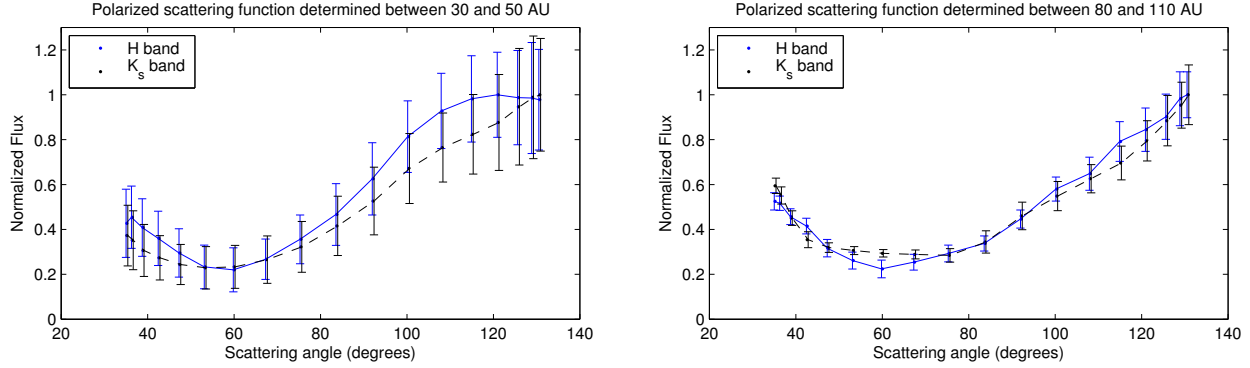 Polarized scattering function determined between 30 and 50 AU
1.2
1
0.8
0.6
0.4
0.2
0
Normalized Flux
H band
K_s band
20
40
60
80
100
120
140
Scattering angle (degrees)
Polarized scattering function determined between 80 and 110 AU
1.2
1
0.8
0.6
0.4
0.2
0
Normalized Flux
H band
K_s band
20
40
60
80
100
120
140
Scattering angle (degrees)